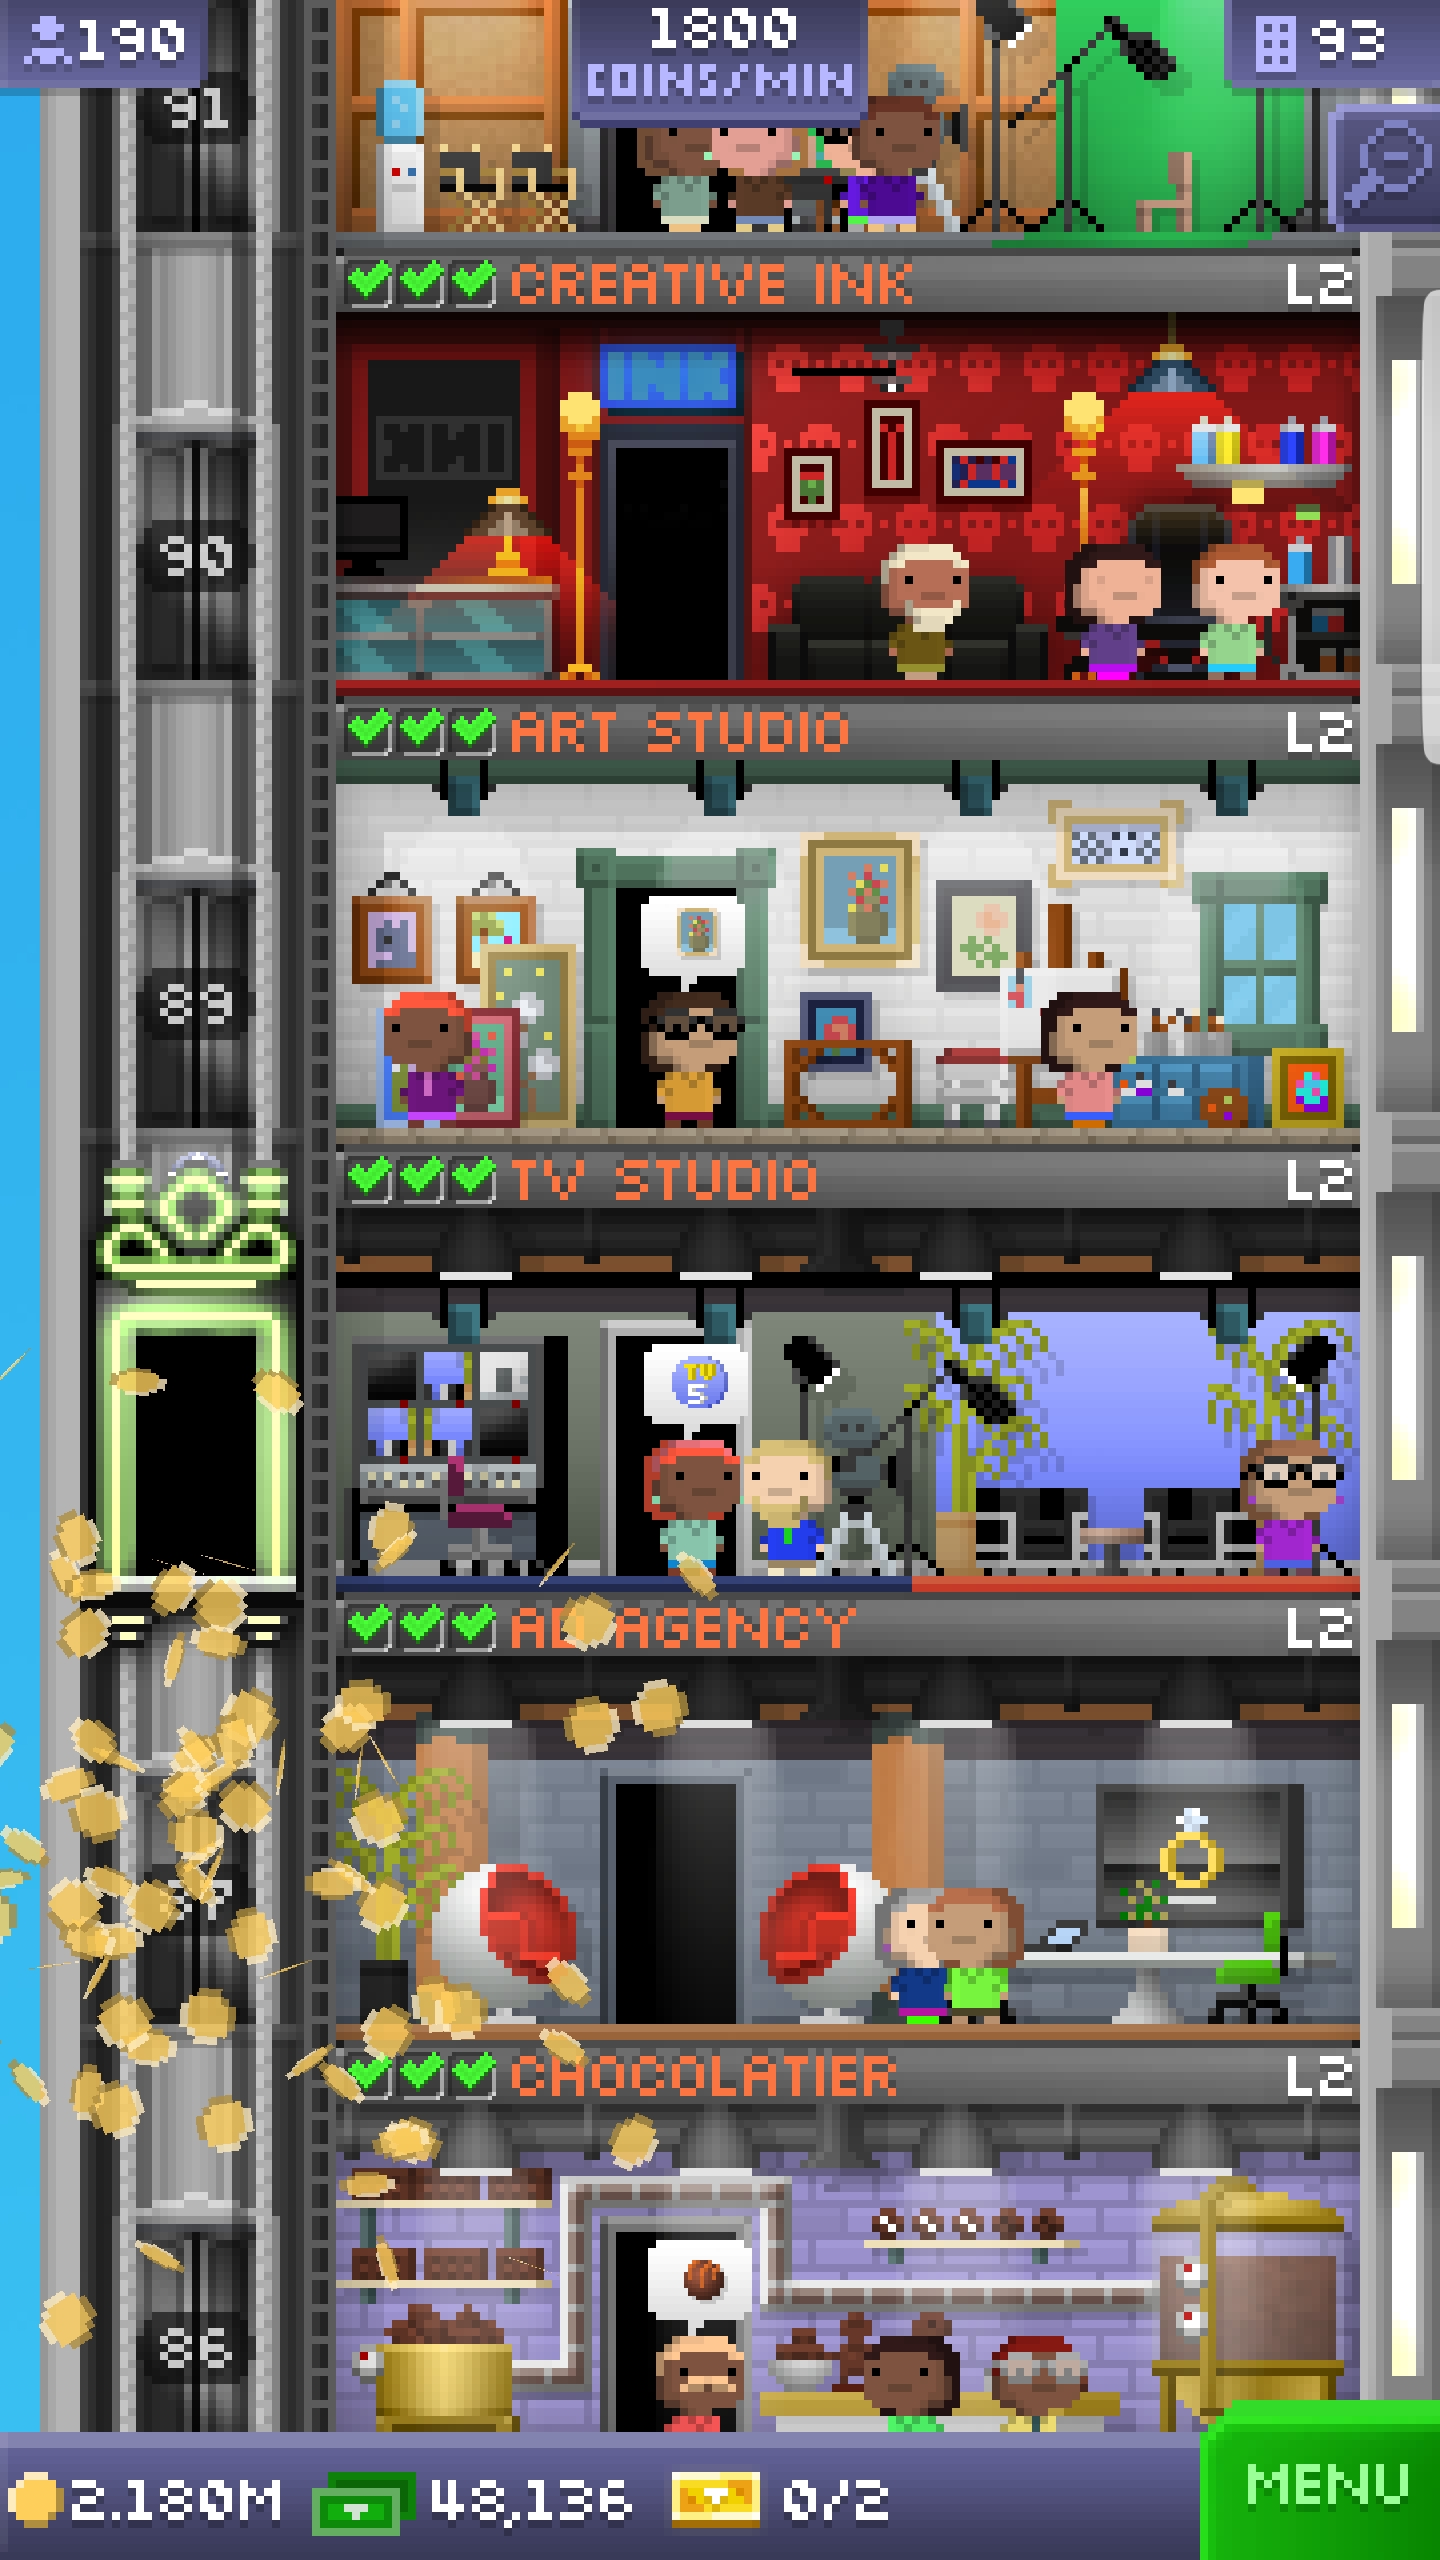 190
1800
COINS/MIN
93
91
CREATIVE INK
L2
INK
90
ART STUDIO
L2
89
TV STUDIO
L2
TV
5
AD AGENCY
L2
CHOCOLATIER
L2
86
2.180M
48,136
0/2
MENU